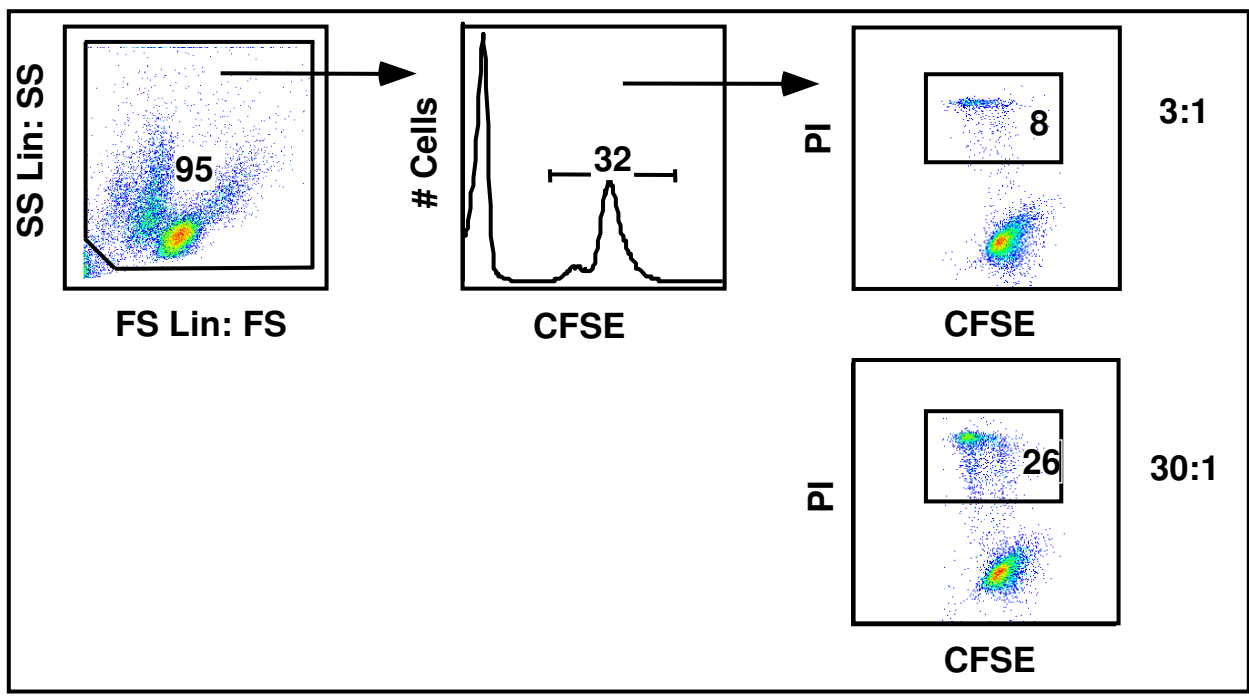 SS Lin: SS
95
FS Lin: FS
# Cells
32
CFSE
PI
8
CFSE
3:1
PI
26
CFSE
30:1